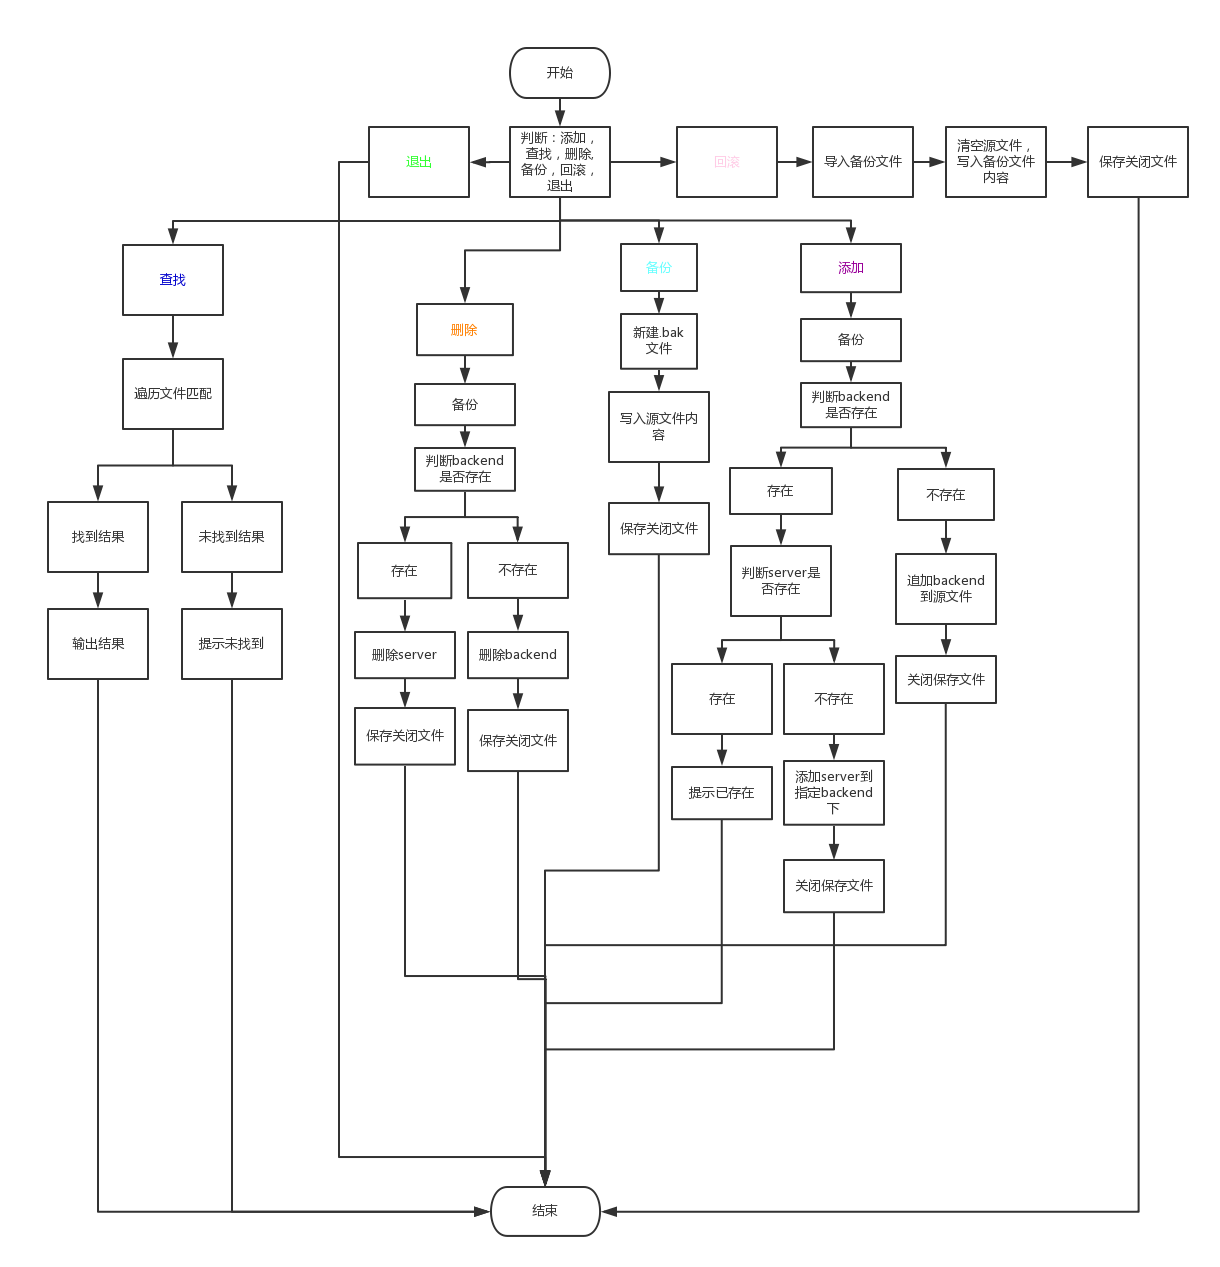 开始
退出
判断：添加，
查找，删除,
备份，回滚，
退出
回滚
导入备份文件
清空源文件，
写入备份文件
内容
保存关闭文件
查找
遍历文件匹配
找到结果
未找到结果
输出结果
提示未找到
删除
备份
判断backend
是否存在
存在
不存在
删除server
删除backend
保存关闭文件
保存关闭文件
备份
新建.bak
文件
写入源文件内
容
保存关闭文件
添加
备份
判断backend
是否存在
存在
不存在
判断server是
否存在
追加backend
到源文件
关闭保存文件
存在
不存在
提示已存在
添加server到
指定backend
下
关闭保存文件
结束